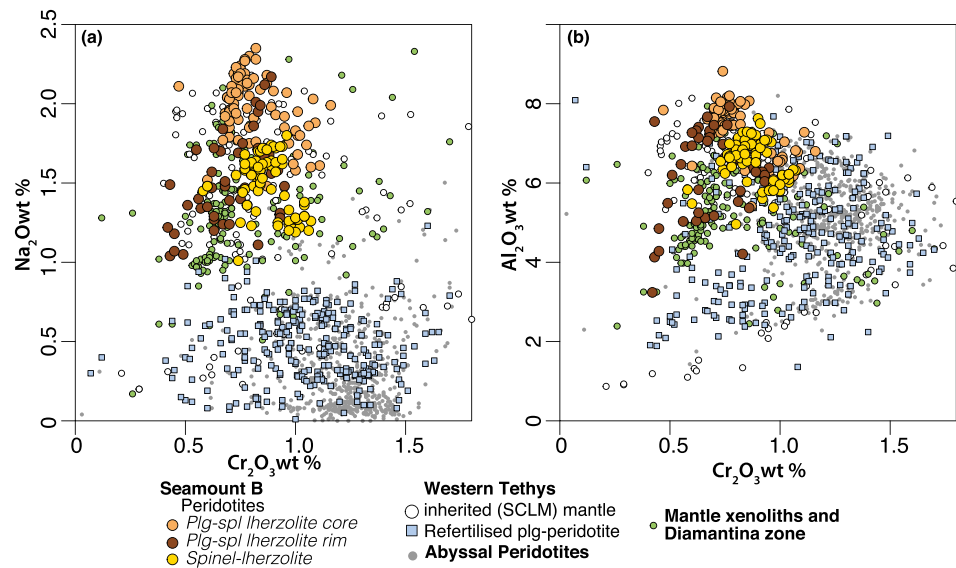 (a)
2.5
2.0
1.5
1.0
0.5
0
Na₂Owt %
0 0.5 1.0 1.5
Cr₂O₃wt %
(b)
8
6
4
2
0
Al₂O₃wt %
0 0.5 1.0 1.5
Cr₂O₃wt %
Seamount B
Peridotites
Plg-spl lherzolite core
Plg-spl lherzolite rim
Spinel-lherzolite
Western Tethys
inherited (SCLM) mantle
Refertilised plg-peridotite
Abyssal Peridotites
Mantle xenoliths and
Diamantina zone